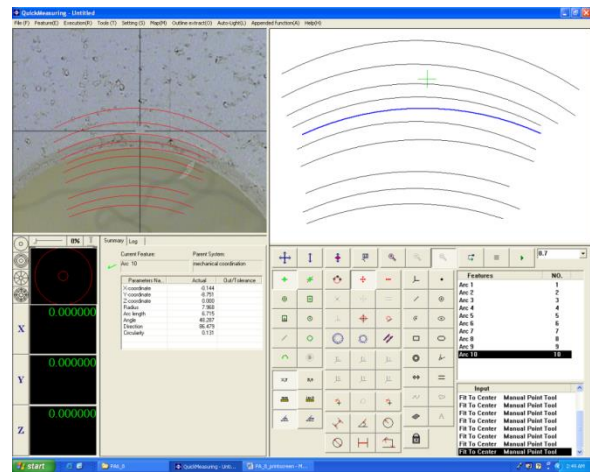 QuickMeasuring - Untitled
File (F) Feature(E) Execution(R) Tools (T) Setting (S) Map(M) Outline extract(O) Auto-Light(L) Appended function(A) Help(H)
0%
X 0.000000
Y 0.000000
Z 0.000000
Summary Log
Current Feature: Parent System:
Arc 10 mechanical coordination
Parameters Na... Actual Out/Tolerance
X-coordinate -0.144
Y-coordinate -6.751
Z-coordinate 0.000
Radius 7.968
Arc length 6.715
Angle 48.287
Direction 86.479
Circularity 0.131
0.7
Features NO.
Arc 1 1
Arc 2 2
Arc 3 3
Arc 4 4
Arc 5 5
Arc 6 6
Arc 7 7
Arc 8 8
Arc 9 9
Arc 10 10
Input
Fit To Center Manual Point Tool
Fit To Center Manual Point Tool
Fit To Center Manual Point Tool
Fit To Center Manual Point Tool
Fit To Center Manual Point Tool
Fit To Center Manual Point Tool
Fit To Center Manual Point Tool
start
PA6_8
QuickMeasuring - Unti...
PA_8_printscreen - M...
2:44 AM